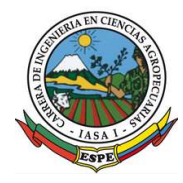 CARRERA DE INGENIERIA EN CIENCIAS AGROPECUARIAS
- IASA I -
ESPE